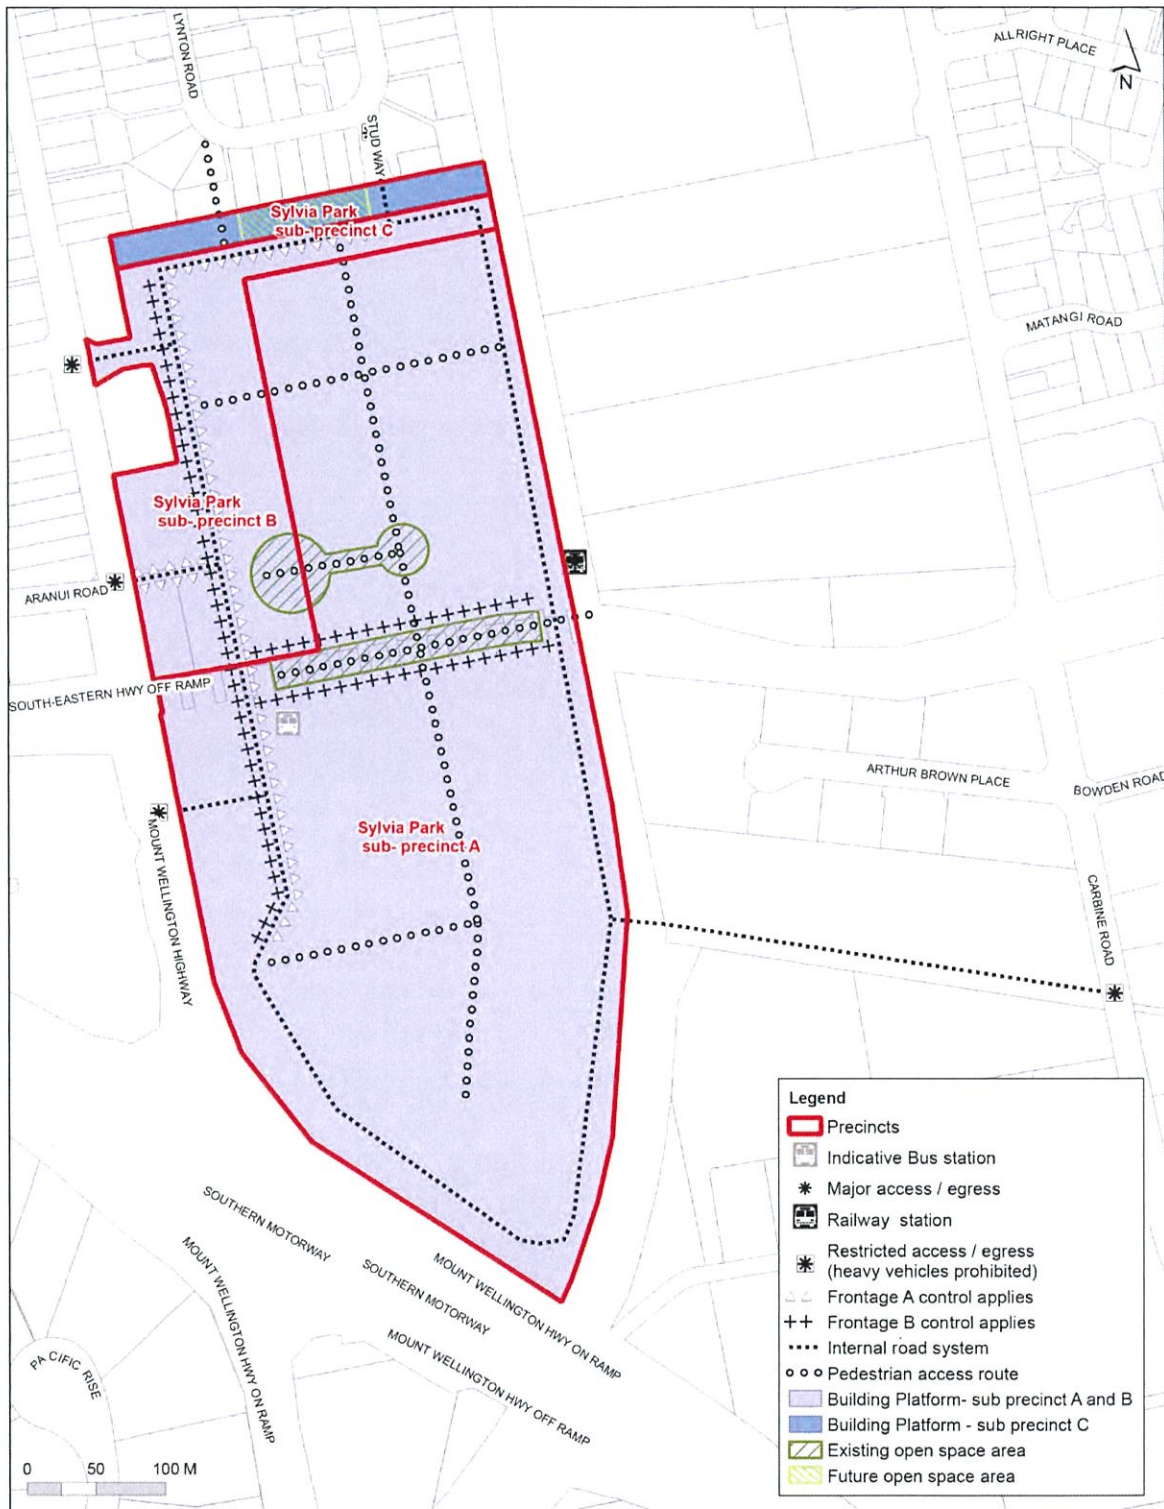 LYNTON ROAD
ALLRIGHT PLACE
N
STUD WAY
Sylvia Park
sub- precinct C
MATANGI ROAD
Sylvia Park
sub- precinct B
ARANUI ROAD
SOUTH-EASTERN HWY OFF RAMP
ARTHUR BROWN PLACE
BOWDEN ROAD
Sylvia Park
sub- precinct A
MOUNT WELLINGTON HIGHWAY
CARBINE ROAD
SOUTHERN MOTORWAY
MOUNT WELLINGTON HWY ON RAMP
SOUTHERN MOTORWAY
MOUNT WELLINGTON HWY ON RAMP
MOUNT WELLINGTON HWY OFF RAMP
PACIFIC RISE
0 50 100 M
Legend
Precincts
Indicative Bus station
Major access / egress
Railway station
Restricted access / egress
(heavy vehicles prohibited)
Frontage A control applies
Frontage B control applies
Internal road system
Pedestrian access route
Building Platform- sub precinct A and B
Building Platform - sub precinct C
Existing open space area
Future open space area